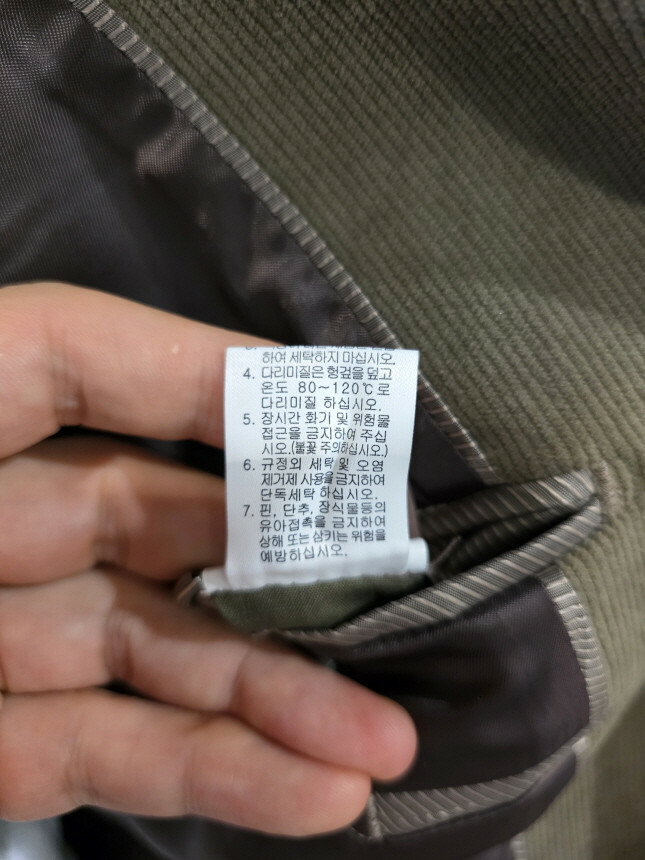 하여 세탁하지 마십시오.
4. 다리미질은 헝겊을 덮고
온도 80~120℃로
다리미질 하십시오.
5. 장시간 화기 및 위험물
접근을 금지하여 주십
시오.(불꽃 주의하십시오.)
6. 규정외 세탁 및 오염
제거제 사용을 금지하여
단독세탁 하십시오.
7. 핀, 단추, 장식물등의
유아접촉을 금지하여
상해 또는 삼키는 위험을
예방하십시오.